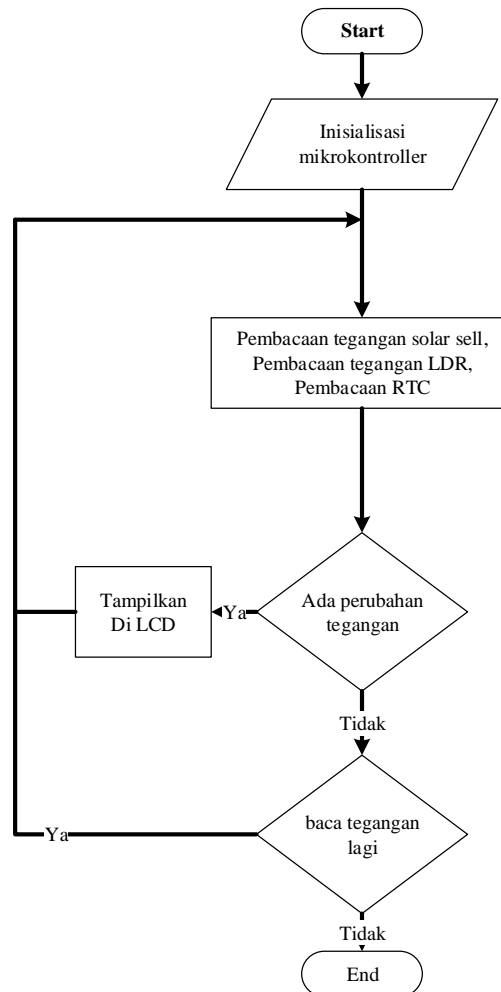 Start
Inisialisasi
mikrokontroller
Pembacaan tegangan solar sell,
Pembacaan tegangan LDR,
Pembacaan RTC
Ada perubahan
tegangan
Ya
Tampilkan
Di LCD
Tidak
baca tegangan
lagi
Ya
Tidak
End